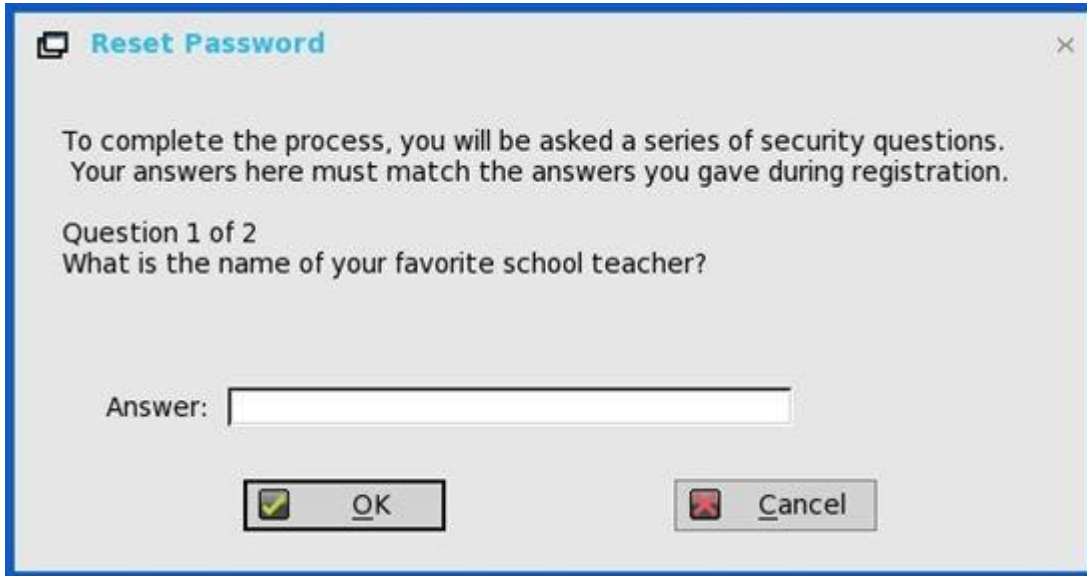 Reset Password
To complete the process, you will be asked a series of security questions.
Your answers here must match the answers you gave during registration.
Question 1 of 2
What is the name of your favorite school teacher?
Answer:
OK Cancel